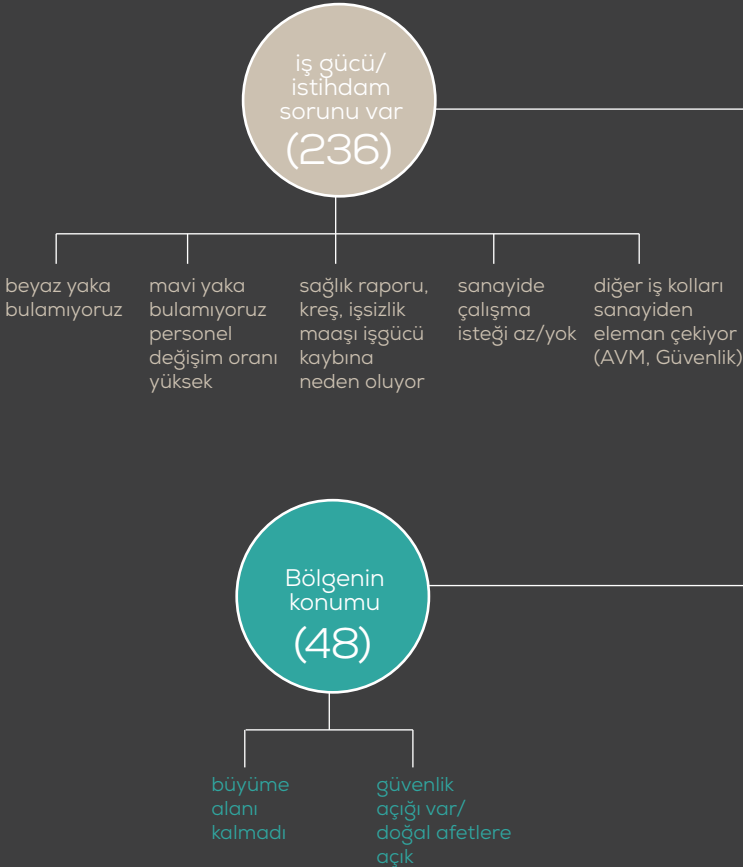 iş gücü/
istihdam
sorunu var
(236)
beyaz yaka
bulamıyoruz
mavi yaka
bulamıyoruz
personel
değişim oranı
yüksek
sağlık raporu,
kreş, işsizlik
maaşı işgücü
kaybına
neden oluyor
sanayide
çalışma
isteği az/yok
diğer iş kolları
sanayiden
eleman çekiyor
(AVM, Güvenlik)
Bölgenin
konumu
(48)
büyüme
alanı
kalmadı
güvenlik
açığı var/
doğal afetlere
açık